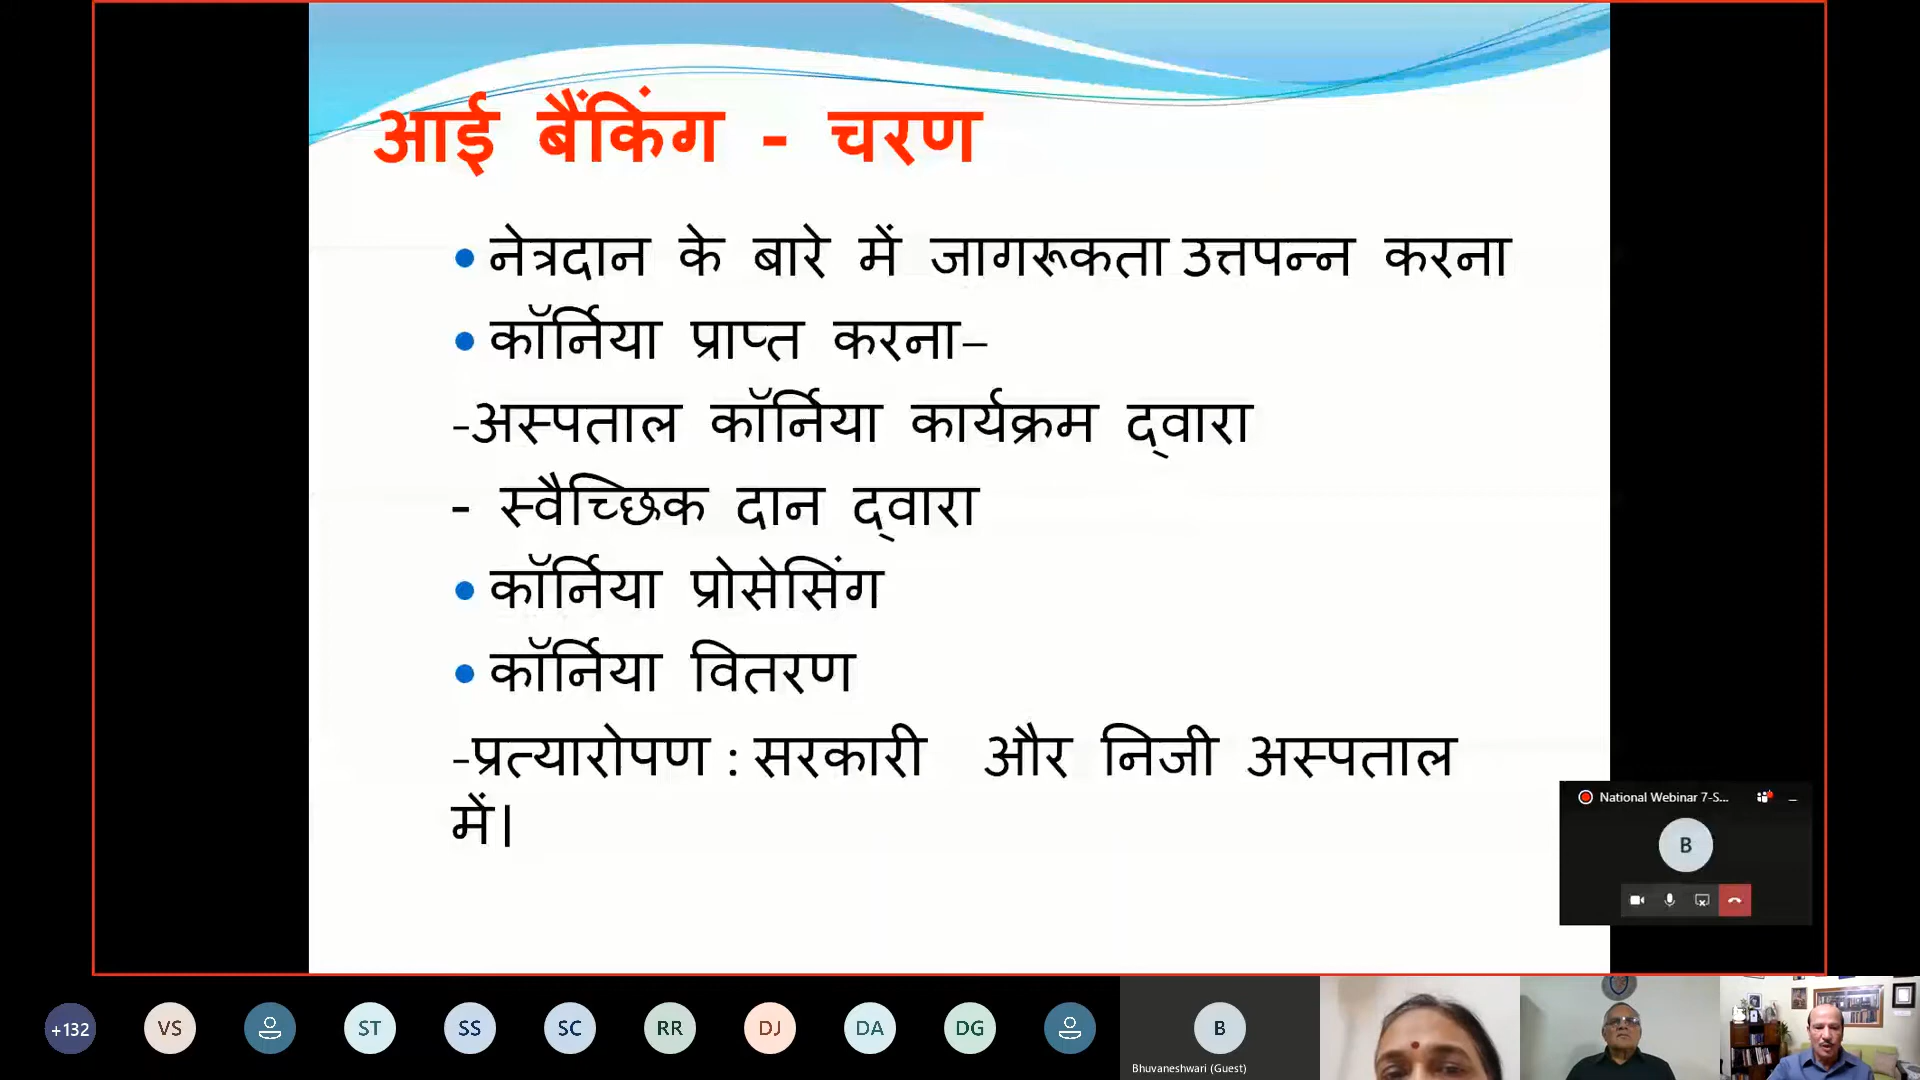 आई बैंकिंग - चरण
• नेत्रदान के बारे में जागरूकता उत्तपन्न करना
• कॉर्निया प्राप्त करना–
-अस्पताल कॉर्निया कार्यक्रम द्वारा
- स्वैच्छिक दान द्वारा
• कॉर्निया प्रोसेसिंग
• कॉर्निया वितरण
-प्रत्यारोपण : सरकारी और निजी अस्पताल
में।
National Webinar 7-S...
B
+132
VS
ST
SS
SC
RR
DJ
DA
DG
B
Bhuvaneshwari (Guest)